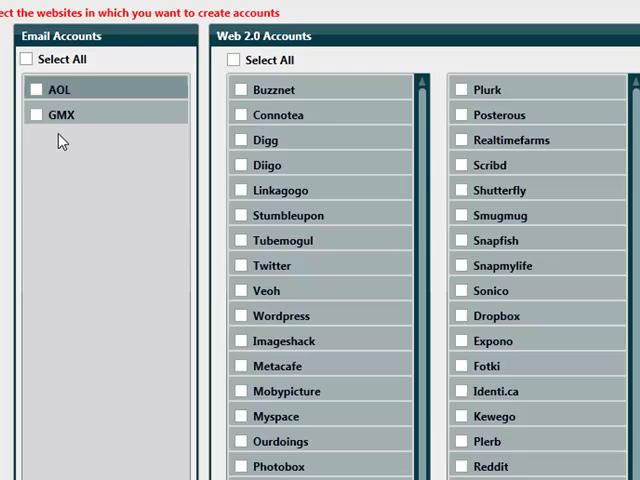 ect the websites in which you want to create accounts
Email Accounts
Select All
AOL
GMX
Web 2.0 Accounts
Select All
Buzznet
Connotea
Digg
Diigo
Linkagogo
Stumbleupon
Tubemogul
Twitter
Veoh
Wordpress
Imageshack
Metacafe
Mobypicture
Myspace
Ourdoings
Photobox
Plurk
Posterous
Realtimefarms
Scribd
Shutterfly
Smugmug
Snapfish
Snapmylife
Sonico
Dropbox
Expono
Fotki
Identi.ca
Kewego
Plerb
Reddit